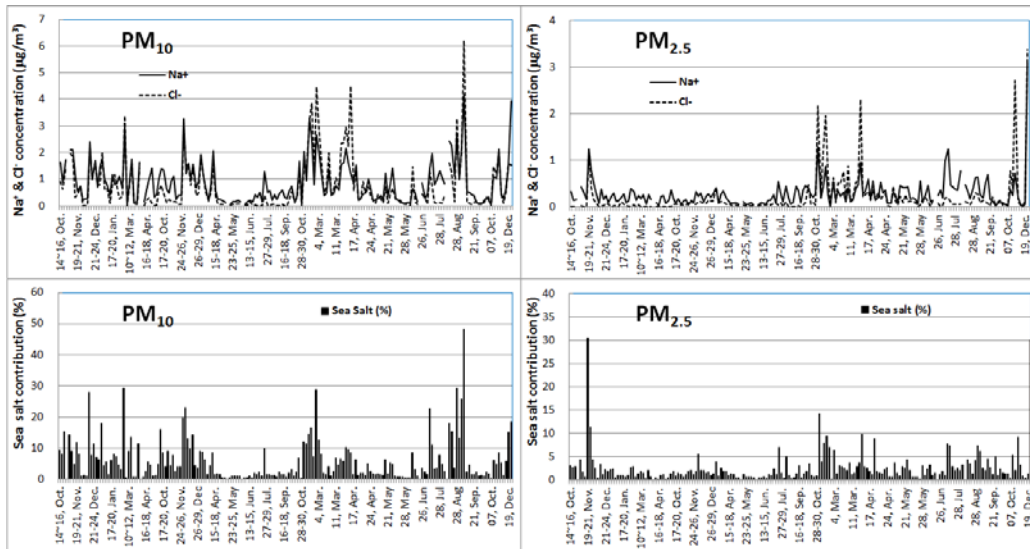 Na⁺ & Cl⁻ concentration (µg/m³)
7
6
5
4
3
2
1
0
PM₁₀
Na+
Cl-
14~16, Oct.
19-21, Nov.
21-24, Dec.
17-20, Jan.
10~12, Mar.
16-18, Apr.
17-20, Oct.
24-26, Nov.
26-29, Dec
15-18, Apr.
23-25, May
13-15, Jun.
27-29, Jul.
16-18, Sep.
28-30, Oct.
4, Mar.
11, Mar.
17, Apr.
24, Apr.
21, May
28, May
26, Jun
28, Jul
28, Aug
21, Sep.
07, Oct.
19, Dec.
Na⁺ & Cl⁻ concentration (µg/m³)
4
3
2
1
0
PM₂.₅
Na+
Cl-
14~16, Oct.
19-21, Nov.
21-24, Dec.
17-20, Jan.
10~12, Mar.
16-18, Apr.
17-20, Oct.
24-26, Nov.
26-29, Dec
15-18, Apr.
23-25, May
13-15, Jun.
27-29, Jul.
16-18, Sep.
28-30, Oct.
4, Mar.
11, Mar.
17, Apr.
24, Apr.
21, May
28, May
26, Jun
28, Jul
28, Aug
21, Sep.
07, Oct.
19, Dec.
Sea salt contribution (%)
60
50
40
30
20
10
0
PM₁₀
Sea Salt (%)
14~16, Oct.
19-21, Nov.
21-24, Dec.
17-20, Jan.
10~12, Mar.
16-18, Apr.
17-20, Oct.
24-26, Nov.
26-29, Dec
15-18, Apr.
23-25, May
13-15, Jun.
27-29, Jul.
16-18, Sep.
28-30, Oct.
4, Mar.
11, Mar.
17, Apr.
24, Apr.
21, May
28, May
26, Jun
28, Jul
28, Aug
21, Sep.
07, Oct.
19, Dec.
Sea salt contribution (%)
40
35
30
25
20
15
10
5
0
PM₂.₅
Sea salt (%)
14~16, Oct.
19-21, Nov.
21-24, Dec.
17-20, Jan.
10~12, Mar.
16-18, Apr.
17-20, Oct.
24-26, Nov.
26-29, Dec
15-18, Apr.
23-25, May
13-15, Jun.
27-29, Jul.
16-18, Sep.
28-30, Oct.
4, Mar.
11, Mar.
17, Apr.
24, Apr.
21, May
28, May
26, Jun
28, Jul
28, Aug
21, Sep.
07, Oct.
19, Dec.